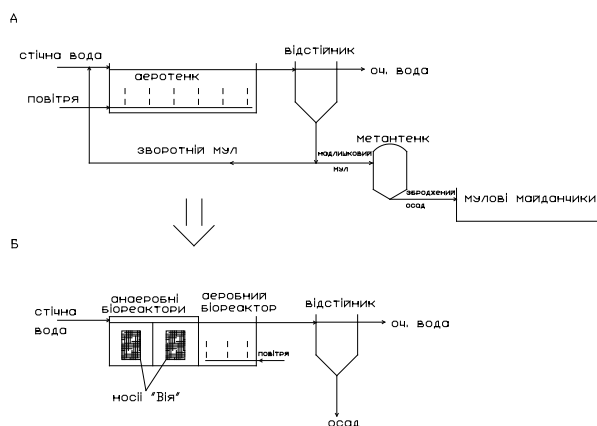 А
стічна вода
аеротенк
повітря
відстійник
оч. вода
зворотній мул
надлишковий
мул
метантенк
зброджений
осад
мулові майданчики
Б
стічна
вода
анаеробні
біореактори
аеробний
біореактор
повітря
відстійник
оч. вода
носії "Вія"
осад